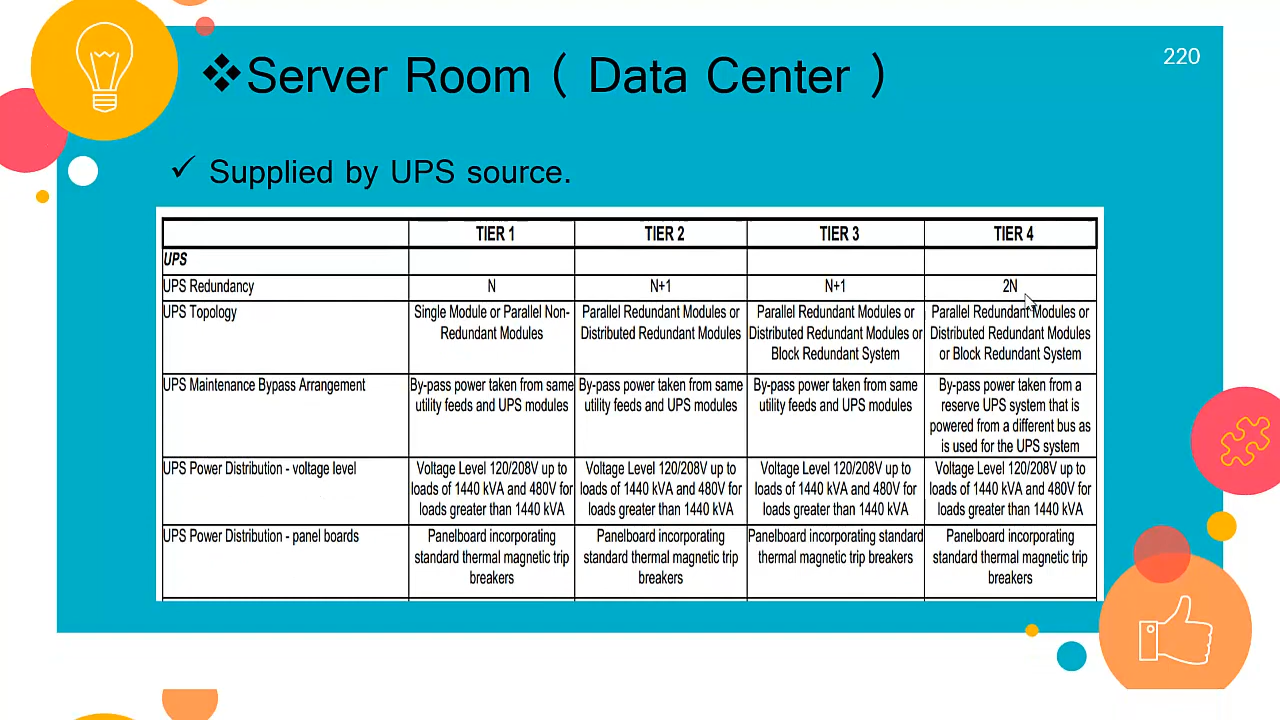 220
❖Server Room ( Data Center )
✓ Supplied by UPS source.
TIER 1 TIER 2 TIER 3 TIER 4
UPS
UPS Redundancy N N+1 N+1 2N
UPS Topology
Single Module or Parallel Non-
Redundant Modules
Parallel Redundant Modules or
Distributed Redundant Modules
Parallel Redundant Modules or
Distributed Redundant Modules or
Block Redundant System
Parallel Redundant Modules or
Distributed Redundant Modules
or Block Redundant System
UPS Maintenance Bypass Arrangement
By-pass power taken from same
utility feeds and UPS modules
By-pass power taken from same
utility feeds and UPS modules
By-pass power taken from same
utility feeds and UPS modules
By-pass power taken from a
reserve UPS system that is
powered from a different bus as
is used for the UPS system
UPS Power Distribution - voltage level
Voltage Level 120/208V up to
loads of 1440 kVA and 480V for
loads greater than 1440 kVA
Voltage Level 120/208V up to
loads of 1440 kVA and 480V for
loads greater than 1440 kVA
Voltage Level 120/208V up to
loads of 1440 kVA and 480V for
loads greater than 1440 kVA
Voltage Level 120/208V up to
loads of 1440 kVA and 480V for
loads greater than 1440 kVA
UPS Power Distribution - panel boards
Panelboard incorporating
standard thermal magnetic trip
breakers
Panelboard incorporating
standard thermal magnetic trip
breakers
Panelboard incorporating standard
thermal magnetic trip breakers
Panelboard incorporating
standard thermal magnetic trip
breakers